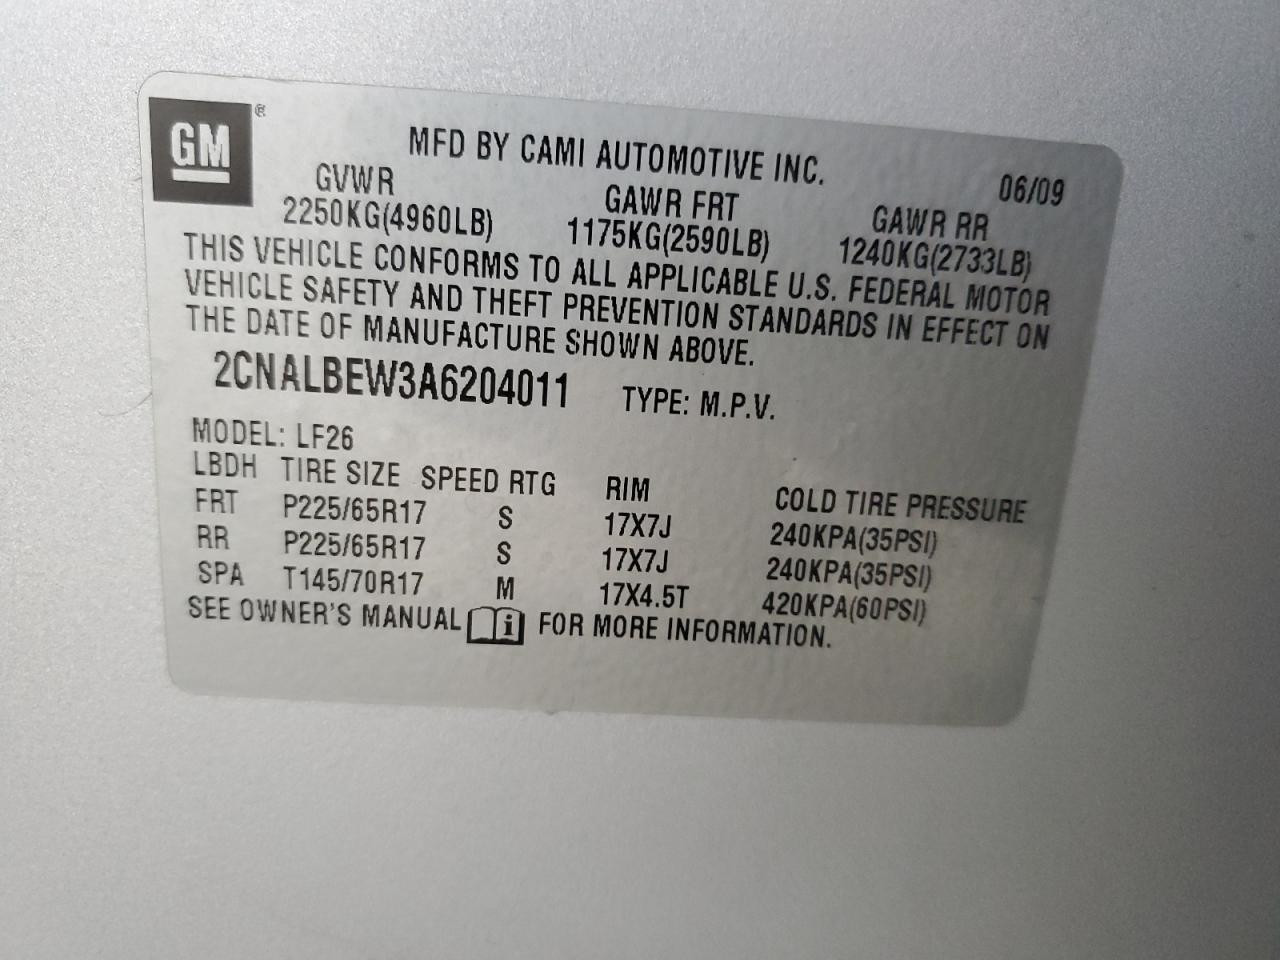 GM ®
MFD BY CAMI AUTOMOTIVE INC.
06/09
GVWR GAWR FRT GAWR RR
2250KG(4960LB) 1175KG(2590LB) 1240KG(2733LB)
THIS VEHICLE CONFORMS TO ALL APPLICABLE U.S. FEDERAL MOTOR
VEHICLE SAFETY AND THEFT PREVENTION STANDARDS IN EFFECT ON
THE DATE OF MANUFACTURE SHOWN ABOVE.
2CNALBEW3A6204011 TYPE: M.P.V.
MODEL: LF26
LBDH TIRE SIZE SPEED RTG RIM COLD TIRE PRESSURE
FRT P225/65R17 S 17X7J 240KPA(35PSI)
RR P225/65R17 S 17X7J 240KPA(35PSI)
SPA T145/70R17 M 17X4.5T 420KPA(60PSI)
SEE OWNER'S MANUAL i FOR MORE INFORMATION.